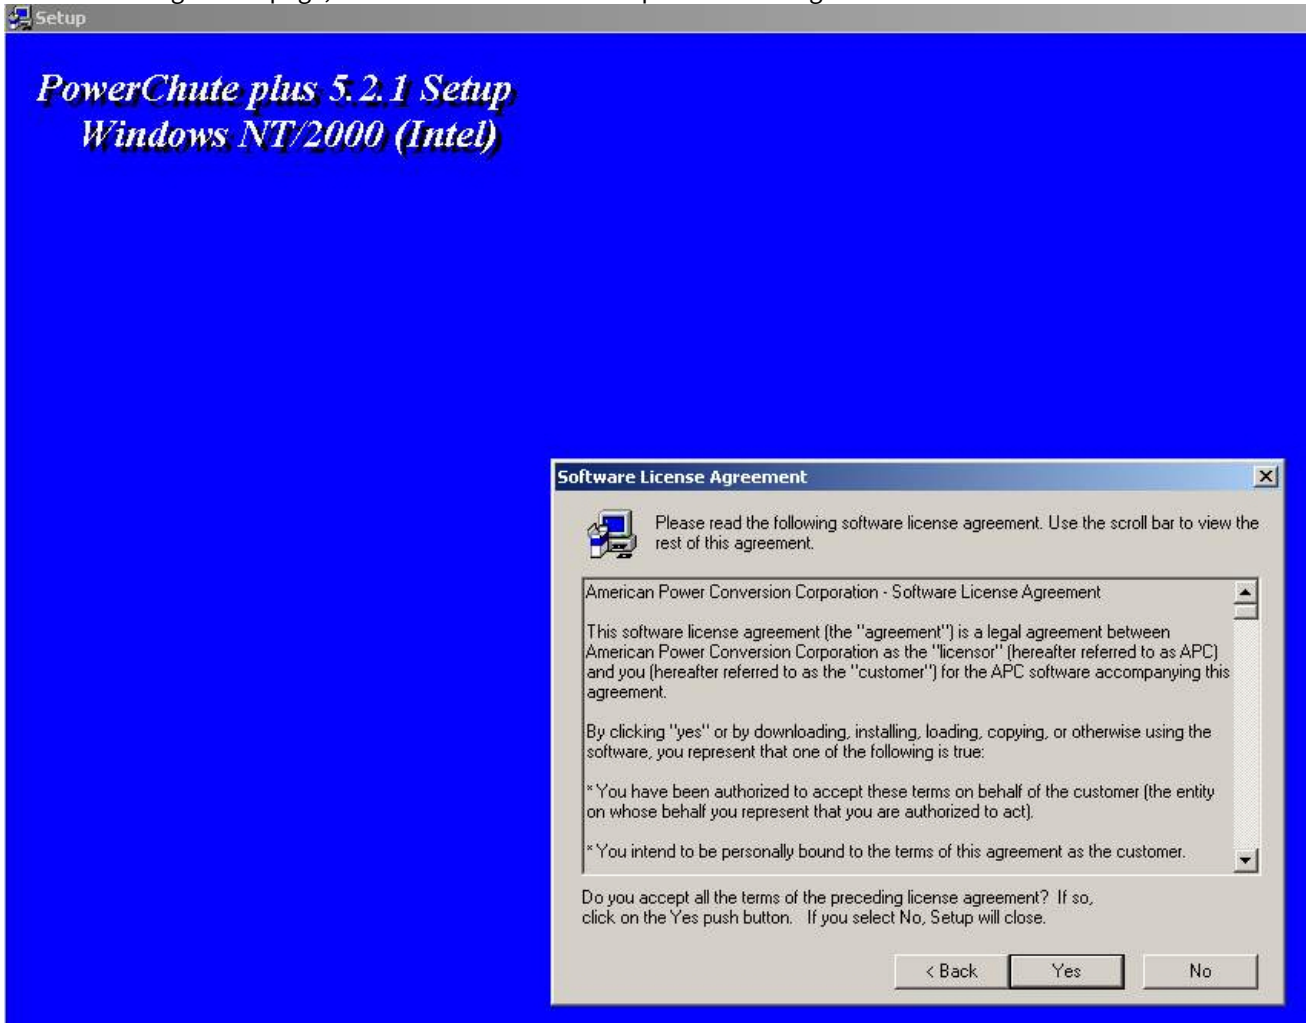 Setup
PowerChute plus 5.2.1 Setup
Windows NT/2000 (Intel)
Software License Agreement
Please read the following software license agreement. Use the scroll bar to view the
rest of this agreement.
American Power Conversion Corporation - Software License Agreement
This software license agreement (the "agreement") is a legal agreement between
American Power Conversion Corporation as the "licensor" (hereafter referred to as APC)
and you (hereafter referred to as the "customer") for the APC software accompanying this
agreement.
By clicking "yes" or by downloading, installing, loading, copying, or otherwise using the
software, you represent that one of the following is true:
* You have been authorized to accept these terms on behalf of the customer (the entity
on whose behalf you represent that you are authorized to act).
* You intend to be personally bound to the terms of this agreement as the customer.
Do you accept all the terms of the preceding license agreement? If so,
click on the Yes push button. If you select No, Setup will close.
< Back
Yes
No